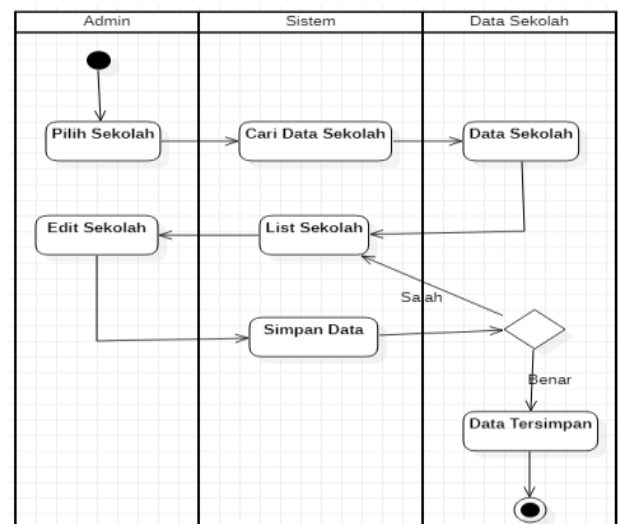 Admin
Sistem
Data Sekolah
Pilih Sekolah
Cari Data Sekolah
Data Sekolah
Edit Sekolah
List Sekolah
Salah
Simpan Data
Benar
Data Tersimpan